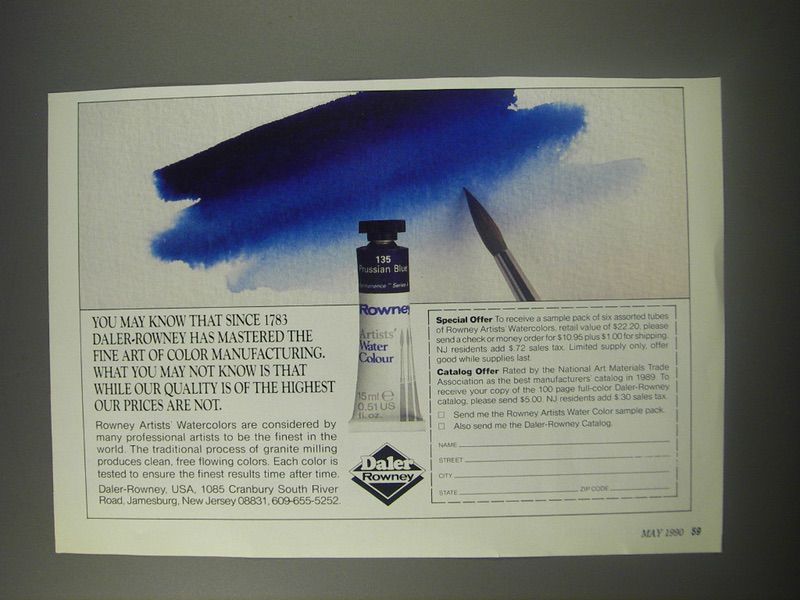 YOU MAY KNOW THAT SINCE 1783
DALER-ROWNEY HAS MASTERED THE
FINE ART OF COLOR MANUFACTURING.
WHAT YOU MAY NOT KNOW IS THAT
WHILE OUR QUALITY IS OF THE HIGHEST
OUR PRICES ARE NOT.
Rowney Artists' Watercolors are considered by
many professional artists to be the finest in the
world. The traditional process of granite milling
produces clean, free flowing colors. Each color is
tested to ensure the finest results time after time.
Daler-Rowney, USA, 1085 Cranbury South River
Road, Jamesburg, New Jersey 08831, 609-655-5252.
135
Prussian Blue
Permanence ** Series
Rowney
Artists'
Water
Colour
15ml e
0.51 US
fl. oz.
Daler
Rowney
Special Offer To receive a sample pack of six assorted tubes
of Rowney Artists Watercolors, retail value of $22.20, please
send a check or money order for $10.95 plus $1.00 for shipping.
NJ residents add $.72 sales tax. Limited supply only, offer
good while supplies last.
Catalog Offer Rated by the National Art Materials Trade
Association as the best manufacturers' catalog in 1989. To
receive your copy of the 100 page full-color Daler-Rowney
catalog, please send $5.00. NJ residents add $.30 sales tax.
☐ Send me the Rowney Artists Water Color sample pack.
☐ Also send me the Daler-Rowney Catalog.
NAME
STREET
CITY
STATE ZIP CODE
MAY 1990 59